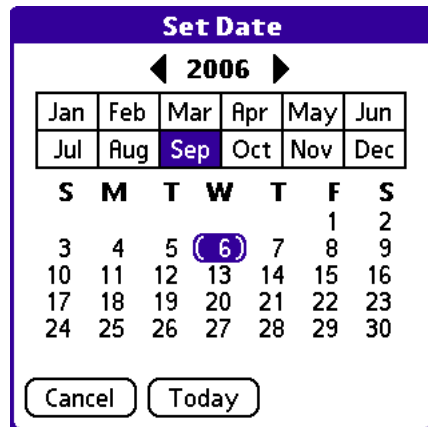 Set Date
2006
Jan Feb Mar Apr May Jun
Jul Aug Sep Oct Nov Dec
S M T W T F S
1 2
3 4 5 (6) 7 8 9
10 11 12 13 14 15 16
17 18 19 20 21 22 23
24 25 26 27 28 29 30
Cancel Today